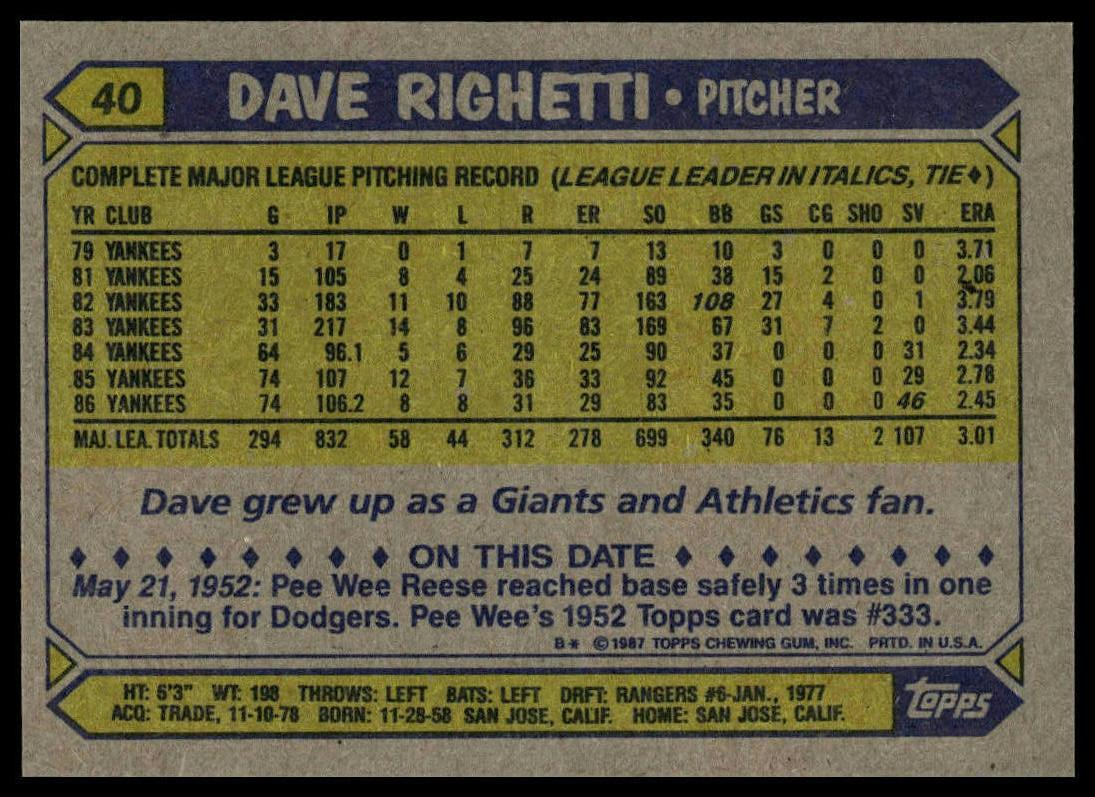 40 DAVE RIGHETTI • PITCHER
COMPLETE MAJOR LEAGUE PITCHING RECORD (LEAGUE LEADER IN ITALICS, TIE♦)
YR CLUB G IP W L R ER SO BB GS CG SHO SV ERA
79 YANKEES 3 17 0 1 7 7 13 10 3 0 0 0 3.71
81 YANKEES 15 105 8 4 25 24 89 38 15 2 0 0 2.06
82 YANKEES 33 183 11 10 88 77 163 108 27 4 0 1 3.79
83 YANKEES 31 217 14 8 96 83 169 67 31 7 2 0 3.44
84 YANKEES 64 96.1 5 6 29 25 90 37 0 0 0 31 2.34
85 YANKEES 74 107 12 7 36 33 92 45 0 0 0 29 2.78
86 YANKEES 74 106.2 8 8 31 29 83 35 0 0 0 46 2.45
MAJ. LEA. TOTALS 294 832 58 44 312 278 699 340 76 13 2 107 3.01
Dave grew up as a Giants and Athletics fan.
♦ ♦ ♦ ♦ ♦ ♦ ♦ ♦ ON THIS DATE ♦ ♦ ♦ ♦ ♦ ♦ ♦ ♦
May 21, 1952: Pee Wee Reese reached base safely 3 times in one
inning for Dodgers. Pee Wee's 1952 Topps card was #333.
B* ©1987 TOPPS CHEWING GUM, INC. PRTD. IN U.S.A.
HT: 6'3" WT: 198 THROWS: LEFT BATS: LEFT DRFT: RANGERS #6-JAN., 1977
ACQ: TRADE, 11-10-78 BORN: 11-28-58 SAN JOSE, CALIF. HOME: SAN JOSE, CALIF.
topps